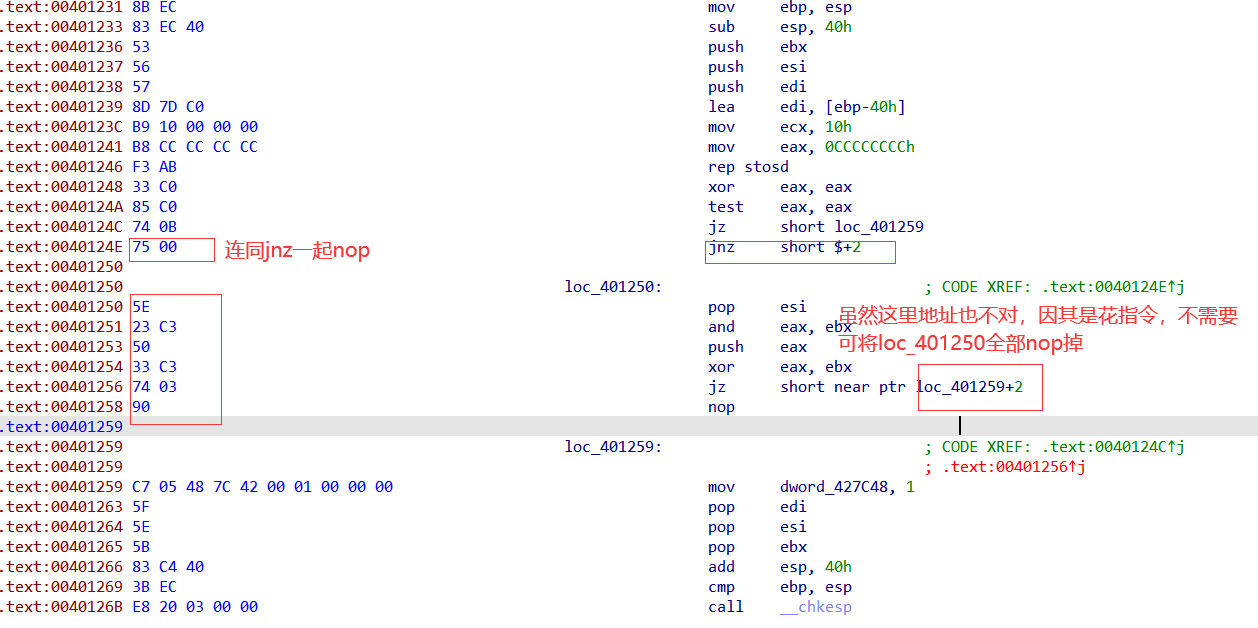 .text:00401231 8B EC mov ebp, esp
.text:00401233 83 EC 40 sub esp, 40h
.text:00401236 53 push ebx
.text:00401237 56 push esi
.text:00401238 57 push edi
.text:00401239 8D 7D C0 lea edi, [ebp-40h]
.text:0040123C B9 10 00 00 00 mov ecx, 10h
.text:00401241 B8 CC CC CC CC mov eax, 0CCCCCCCCh
.text:00401246 F3 AB rep stosd
.text:00401248 33 C0 xor eax, eax
.text:0040124A 85 C0 test eax, eax
.text:0040124C 74 0B jz short loc_401259
.text:0040124E 75 00 连同jnz一起nop jnz short $+2
.text:00401250
.text:00401250 loc_401250: ; CODE XREF: .text:0040124E↑j
.text:00401250 5E pop esi
.text:00401251 23 C3 and eax, ebx 虽然这里地址也不对，因其是花指令，不需要
.text:00401253 50 push eax 可将loc_401250全部nop掉
.text:00401254 33 C3 xor eax, ebx
.text:00401256 74 03 jz short near ptr loc_401259+2
.text:00401258 90 nop
.text:00401259
.text:00401259 loc_401259: ; CODE XREF: .text:0040124C↑j
.text:00401259 ; .text:00401256↑j
.text:00401259 C7 05 48 7C 42 00 01 00 00 00 mov dword_427C48, 1
.text:00401263 5F pop edi
.text:00401264 5E pop esi
.text:00401265 5B pop ebx
.text:00401266 83 C4 40 add esp, 40h
.text:00401269 3B EC cmp ebp, esp
.text:0040126B E8 20 03 00 00 call __chkesp